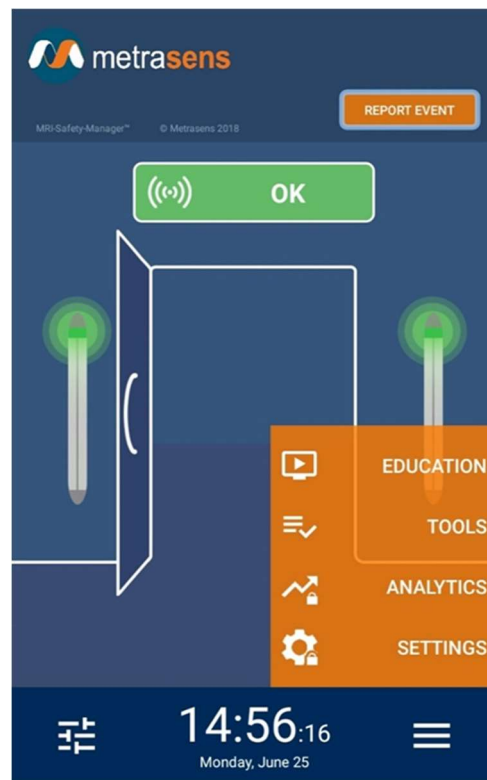 metrasens
REPORT EVENT
MRI-Safety-Manager™ © Metrasens 2018
OK
EDUCATION
TOOLS
ANALYTICS
SETTINGS
14:56:16
Monday, June 25